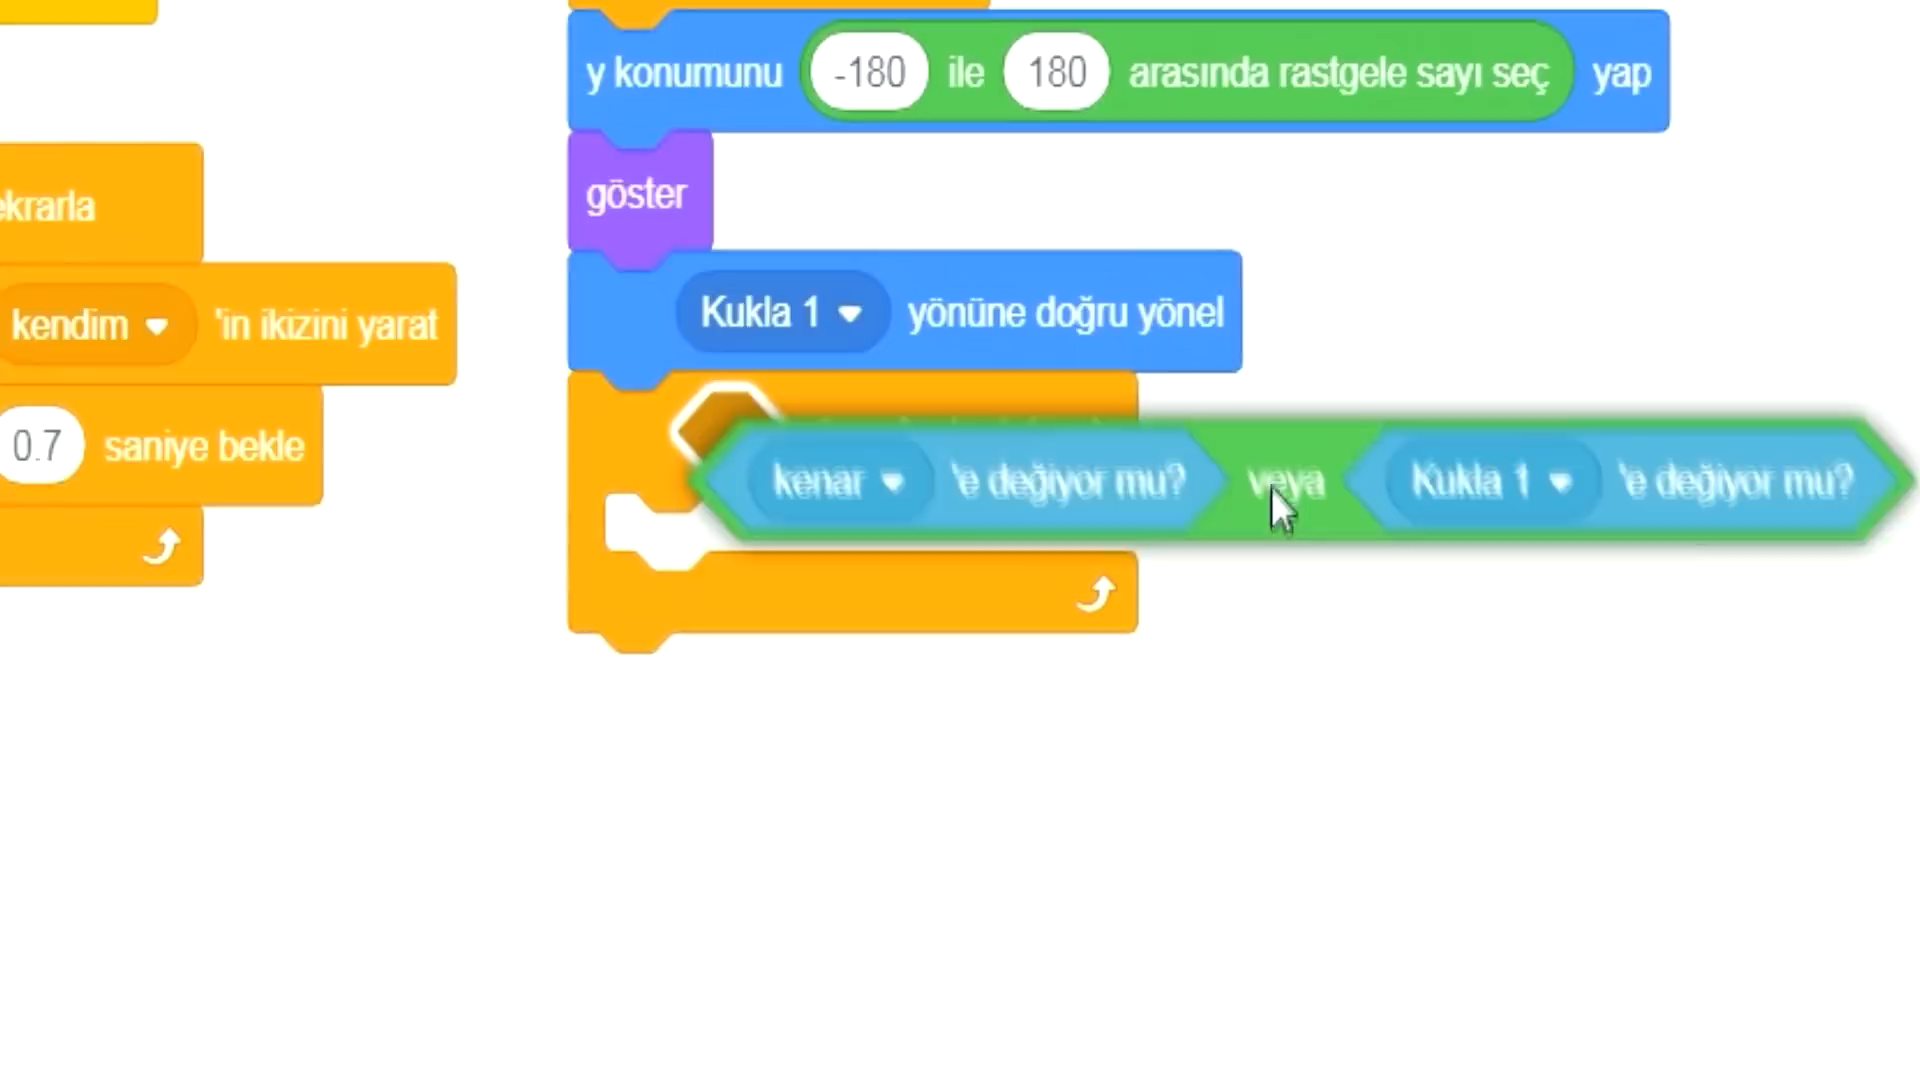 y konumunu -180 ile 180 arasında rastgele sayı seç yap
göster
Kukla 1 yönüne doğru yönel
kenar 'e değiyor mu? veya Kukla 1 'e değiyor mu?
ekrarla
kendim 'in ikizini yarat
0.7 saniye bekle